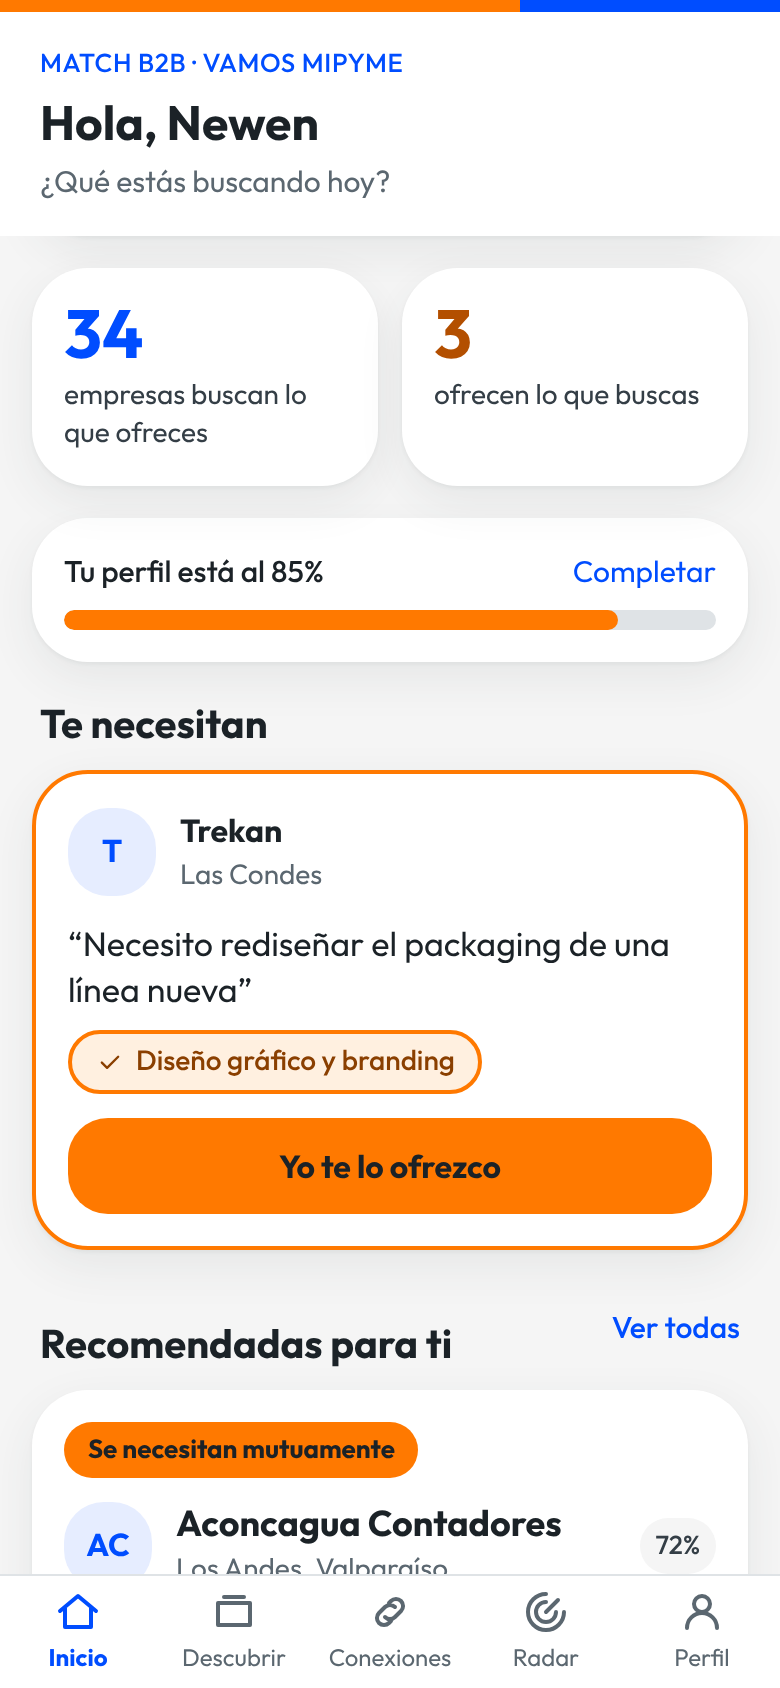 MATCH B2B · VAMOS MIPYME
Hola, Newen
¿Qué estás buscando hoy?
34
empresas buscan lo
que ofreces
3
ofrecen lo que buscas
Tu perfil está al 85%
Completar
Te necesitan
T
Trekan
Las Condes
“Necesito rediseñar el packaging de una
línea nueva”
Diseño gráfico y branding
Yo te lo ofrezco
Recomendadas para ti
Ver todas
Se necesitan mutuamente
AC
Aconcagua Contadores
72%
Los Andes, Valparaíso
Inicio
Descubrir
Conexiones
Radar
Perfil